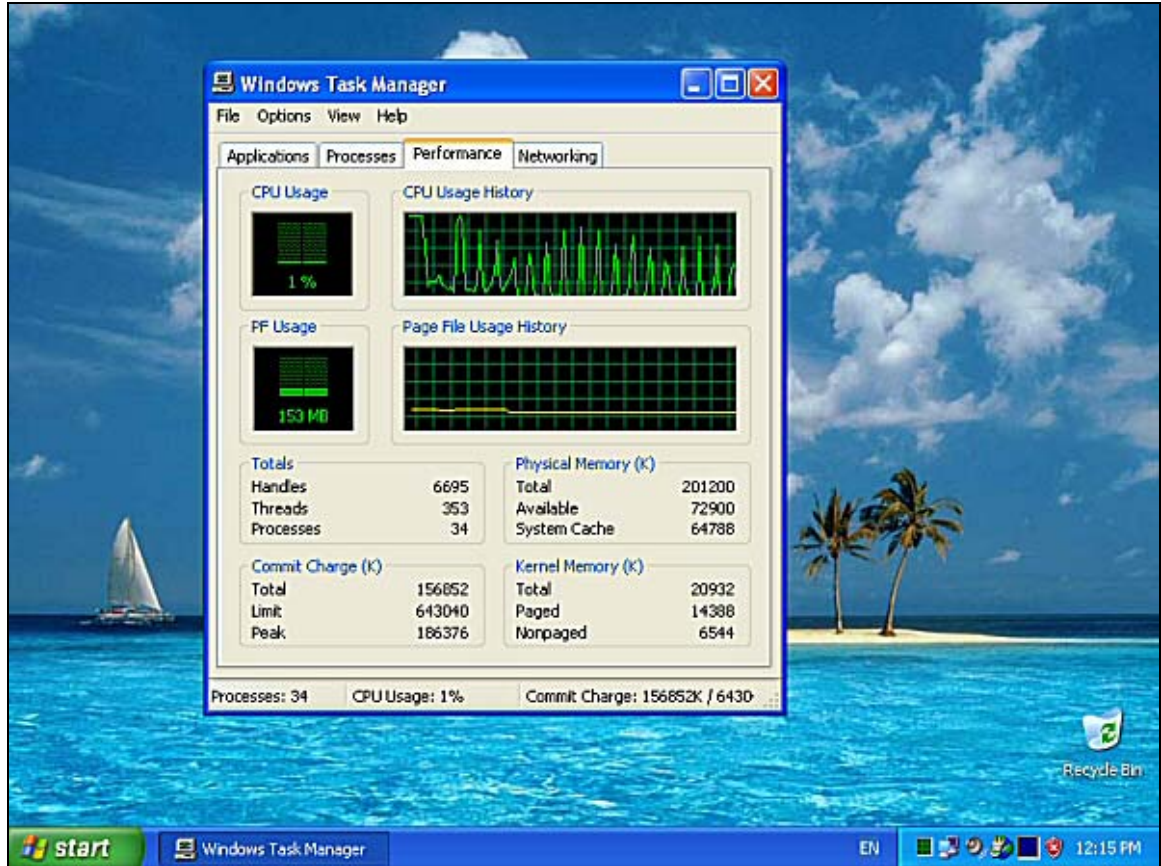 Windows Task Manager
File Options View Help
Applications Processes Performance Networking
CPU Usage
CPU Usage History
1 %
PF Usage
Page File Usage History
153 MB
Totals
Handles 6695
Threads 353
Processes 34
Physical Memory (K)
Total 201200
Available 72900
System Cache 64788
Commit Charge (K)
Total 156852
Limit 643040
Peak 186376
Kernel Memory (K)
Total 20932
Paged 14388
Nonpaged 6544
Processes: 34 CPU Usage: 1% Commit Charge: 156852K / 6430
Recycle Bin
start Windows Task Manager EN 12:15 PM